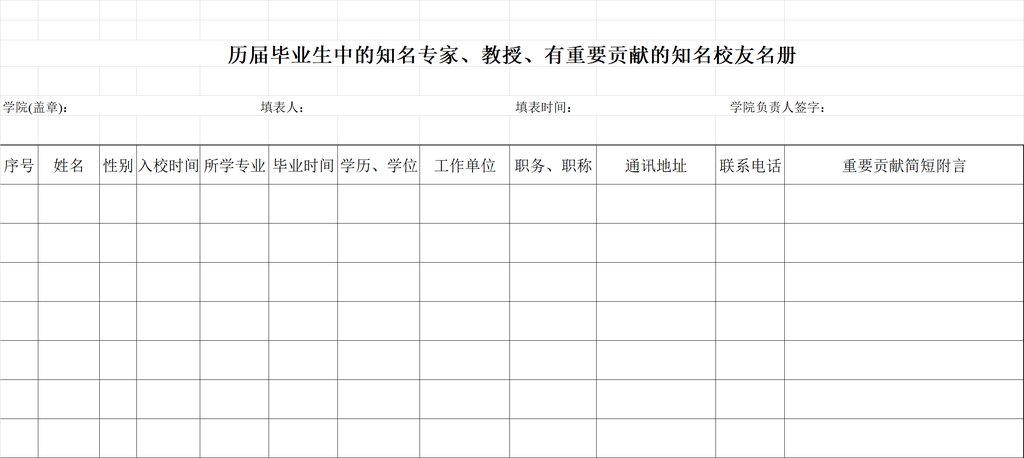 历届毕业生中的知名专家、教授、有重要贡献的知名校友名册
学院(盖章): 填表人: 填表时间: 学院负责人签字:
序号 姓名 性别 入校时间 所学专业 毕业时间 学历、学位 工作单位 职务、职称 通讯地址 联系电话 重要贡献简短附言